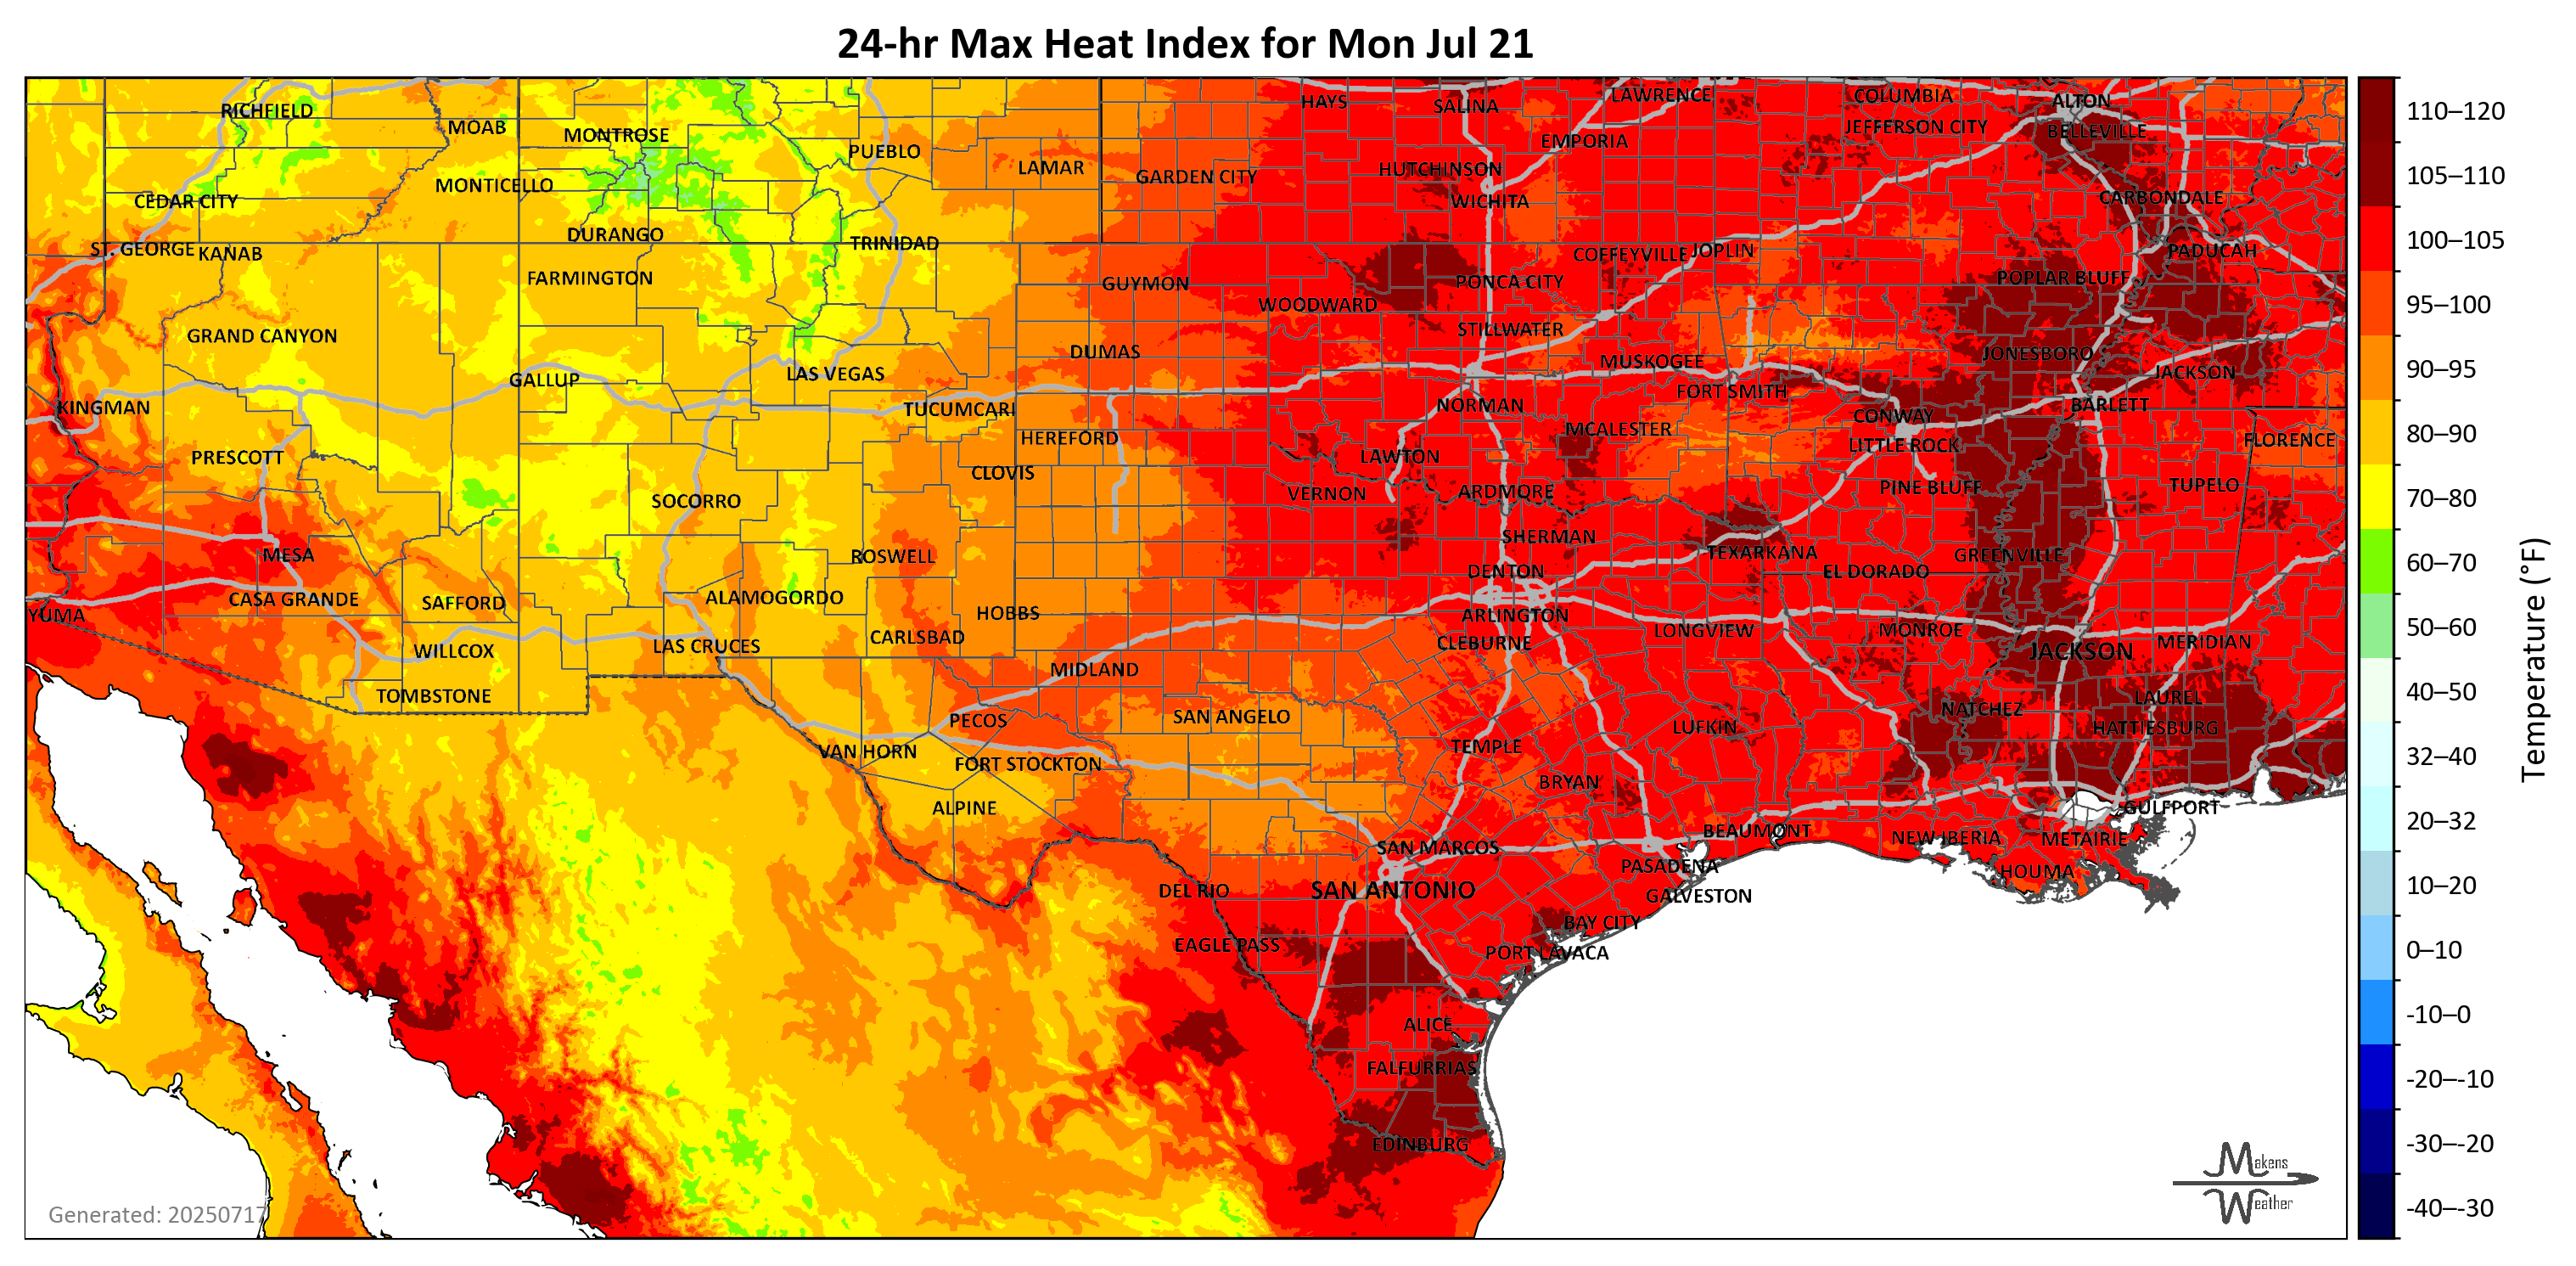 24-hr Max Heat Index for Mon Jul 21
HAYS
SALINA
LAWRENCE
COLUMBIA
ALTON
RICHFIELD
MOAB
MONTROSE
PUEBLO
EMPORIA
JEFFERSON CITY
BELLEVILLE
LAMAR
GARDEN CITY
HUTCHINSON
MONTICELLO
CEDAR CITY
WICHITA
CARBONDALE
DURANGO
TRINIDAD
ST. GEORGE
KANAB
COFFEYVILLE
JOPLIN
PADUCAH
FARMINGTON
GUYMON
PONCA CITY
POPLAR BLUFF
WOODWARD
GRAND CANYON
STILLWATER
DUMAS
MUSKOGEE
JONESBORO
GALLUP
LAS VEGAS
JACKSON
FORT SMITH
KINGMAN
TUCUMCARI
NORMAN
CONWAY
BARLETT
HEREFORD
MCALESTER
LITTLE ROCK
FLORENCE
PRESCOTT
CLOVIS
LAWTON
SOCORRO
VERNON
ARDMORE
PINE BLUFF
TUPELO
SHERMAN
MESA
ROSWELL
TEXARKANA
GREENVILLE
DENTON
EL DORADO
CASA GRANDE
SAFFORD
ALAMOGORDO
HOBBS
YUMA
ARLINGTON
WILLCOX
LAS CRUCES
CARLSBAD
CLEBURNE
LONGVIEW
MONROE
JACKSON
MERIDIAN
MIDLAND
TOMBSTONE
PECOS
SAN ANGELO
NATCHEZ
LAUREL
LUFKIN
HATTIESBURG
VAN HORN
FORT STOCKTON
TEMPLE
BRYAN
ALPINE
GULFPORT
SAN MARCOS
BEAUMONT
NEW IBERIA
METAIRIE
PASADENA
HOUMA
DEL RIO
SAN ANTONIO
GALVESTON
BAY CITY
EAGLE PASS
PORT LAVACA
ALICE
FALFURRIAS
EDINBURG
Generated: 20250717
Makens
Weather
110–120
105–110
100–105
95–100
90–95
80–90
70–80
60–70
50–60
40–50
32–40
20–32
10–20
0–10
-10–0
-20–-10
-30–-20
-40–-30
Temperature (°F)